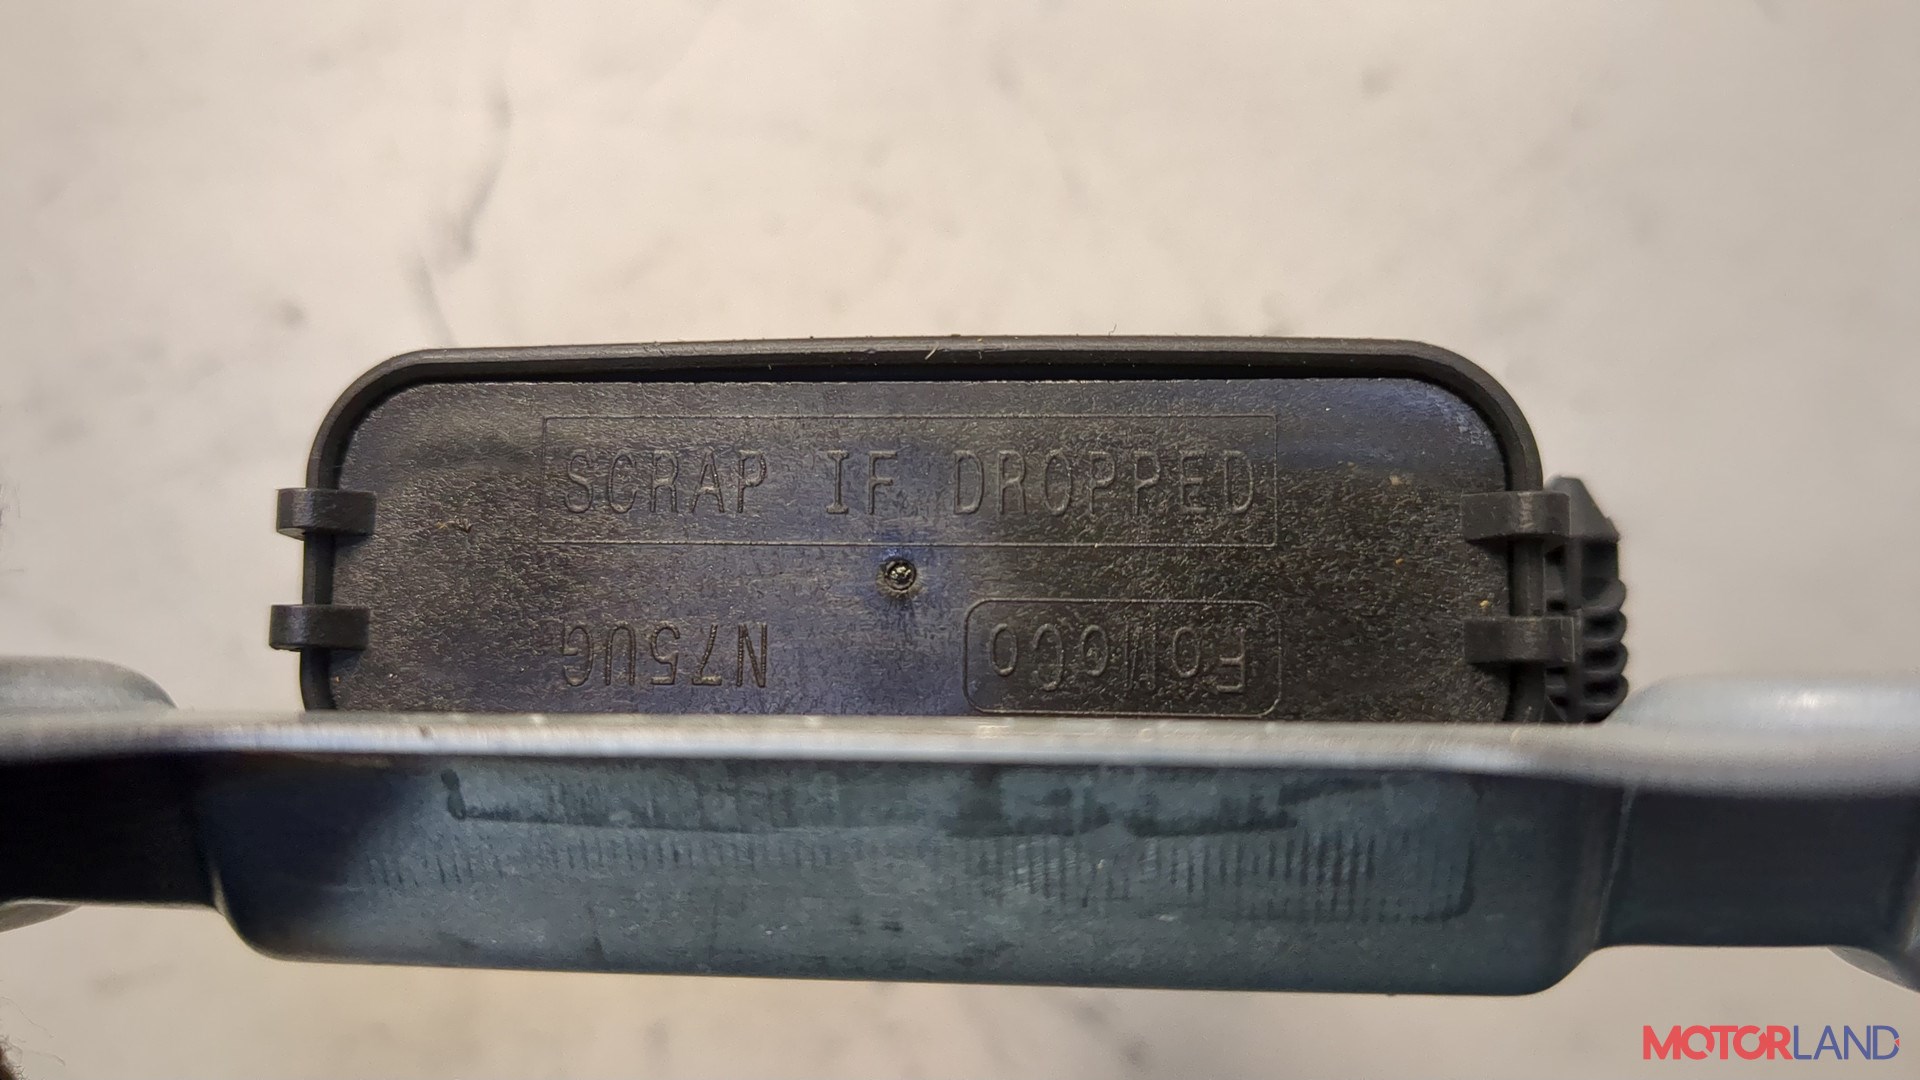 SCRAP IF DROPPED
N75UG
FoMoCo
MOTORLAND